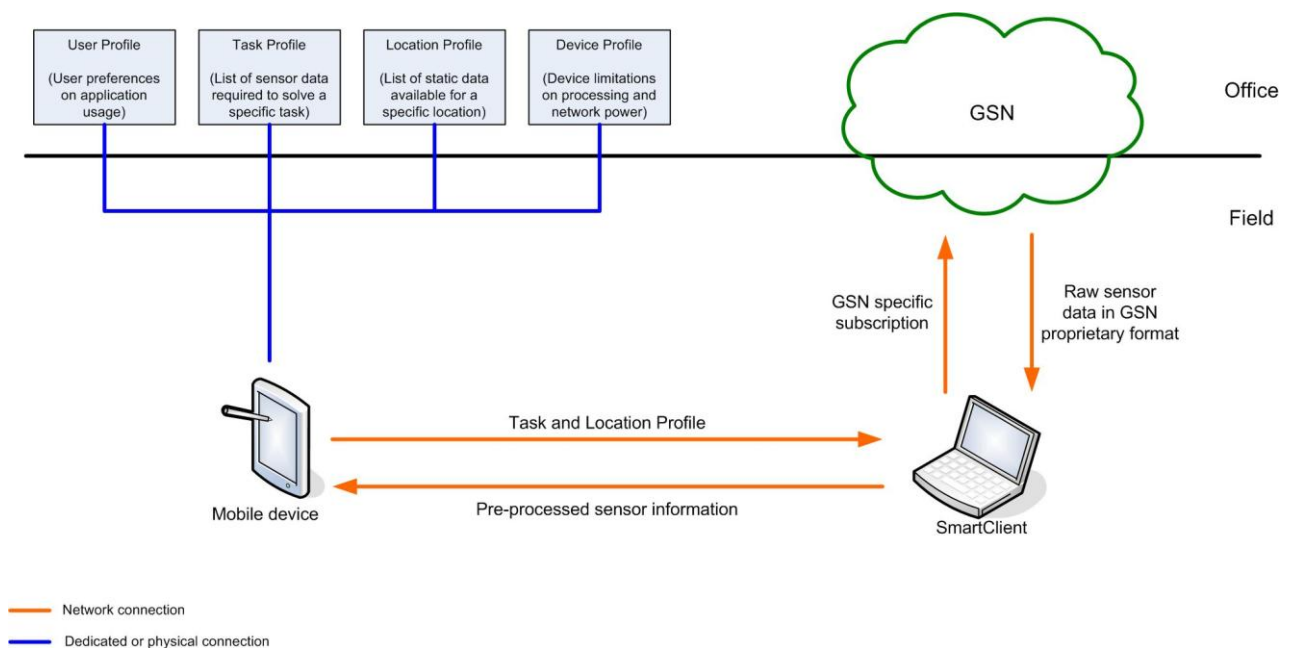 User Profile
(User preferences
on application
usage)
Task Profile
(List of sensor data
required to solve a
specific task)
Location Profile
(List of static data
available for a
specific location)
Device Profile
(Device limitations
on processing and
network power)
GSN
Office
Field
GSN specific
subscription
Raw sensor
data in GSN
proprietary format
Task and Location Profile
Pre-processed sensor information
Mobile device
SmartClient
Network connection
Dedicated or physical connection